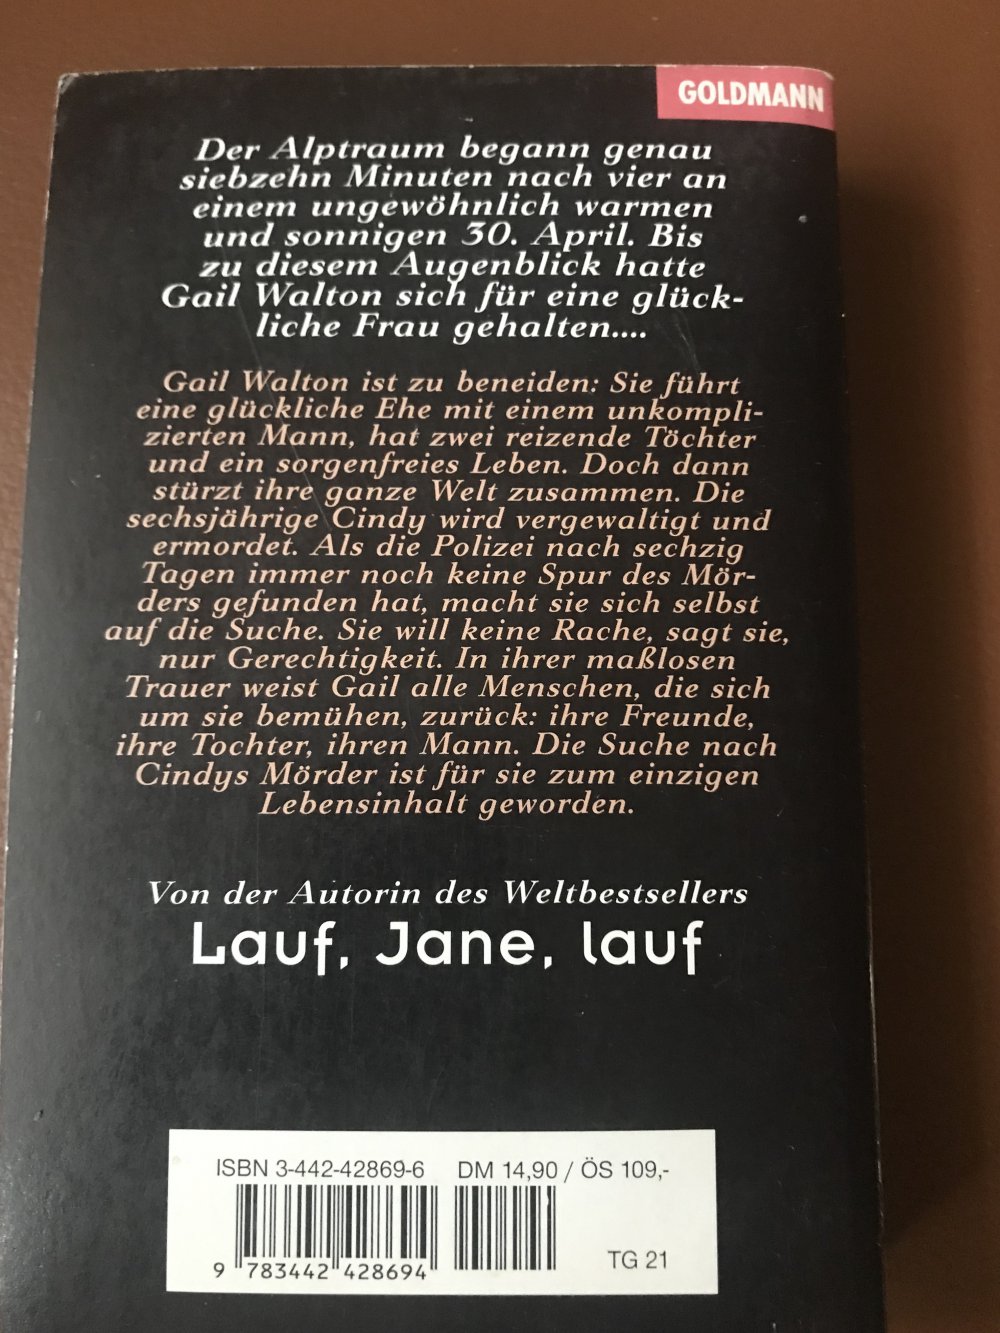 GOLDMANN
Der Alptraum begann genau
siebzehn Minuten nach vier an
einem ungewöhnlich warmen
und sonnigen 30. April. Bis
zu diesem Augenblick hatte
Gail Walton sich für eine glück-
liche Frau gehalten....
Gail Walton ist zu beneiden: Sie führt
eine glückliche Ehe mit einem unkompli-
zierten Mann, hat zwei reizende Töchter
und ein sorgenfreies Leben. Doch dann
stürzt ihre ganze Welt zusammen. Die
sechsjährige Cindy wird vergewaltigt und
ermordet. Als die Polizei nach sechzig
Tagen immer noch keine Spur des Mör-
ders gefunden hat, macht sie sich selbst
auf die Suche. Sie will keine Rache, sagt sie,
nur Gerechtigkeit. In ihrer maßlosen
Trauer weist Gail alle Menschen, die sich
um sie bemühen, zurück: ihre Freunde,
ihre Tochter, ihren Mann. Die Suche nach
Cindys Mörder ist für sie zum einzigen
Lebensinhalt geworden.
Von der Autorin des Weltbestsellers
Lauf, Jane, lauf
ISBN 3-442-42869-6 DM 14,90 / ÖS 109,-
9 783442 428694
TG 21